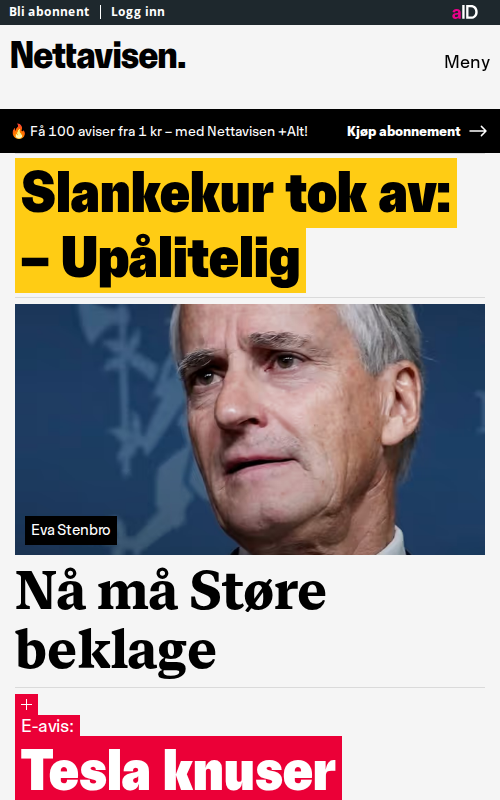 Bli abonnent | Logg inn
aID
Nettavisen.
Meny
🔥 Få 100 aviser fra 1 kr – med Nettavisen +Alt!
Kjøp abonnement →
Slankekur tok av:
– Upålitelig
Eva Stenbro
Nå må Støre
beklage
+
E-avis:
Tesla knuser